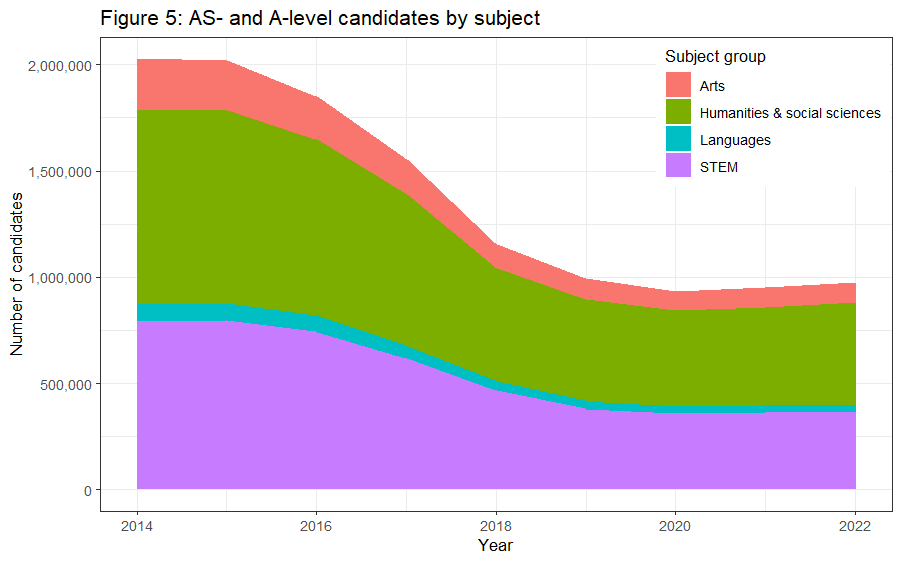 Figure 5: AS- and A-level candidates by subject
Subject group
Arts
Humanities & social sciences
Languages
STEM
Number of candidates
2,000,000
1,500,000
1,000,000
500,000
0
2014 2016 2018 2020 2022
Year